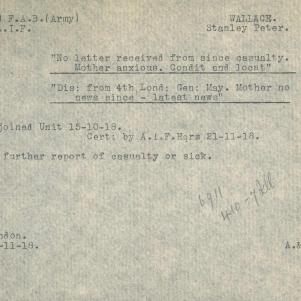 F.A.B.(Army) WALLACE.
I.F. Stanley Peter.
"No letter received from since casualty.
Mother anxious. Condit and locat"
"Dis: from 4th Lond: Gen: May. Mother no
news since - latest news"
joined Unit 15-10-18.
Cert: by A.I.F.Hqrs 21-11-18.
further report of casualty or sick.
don.
-11-18. A.M